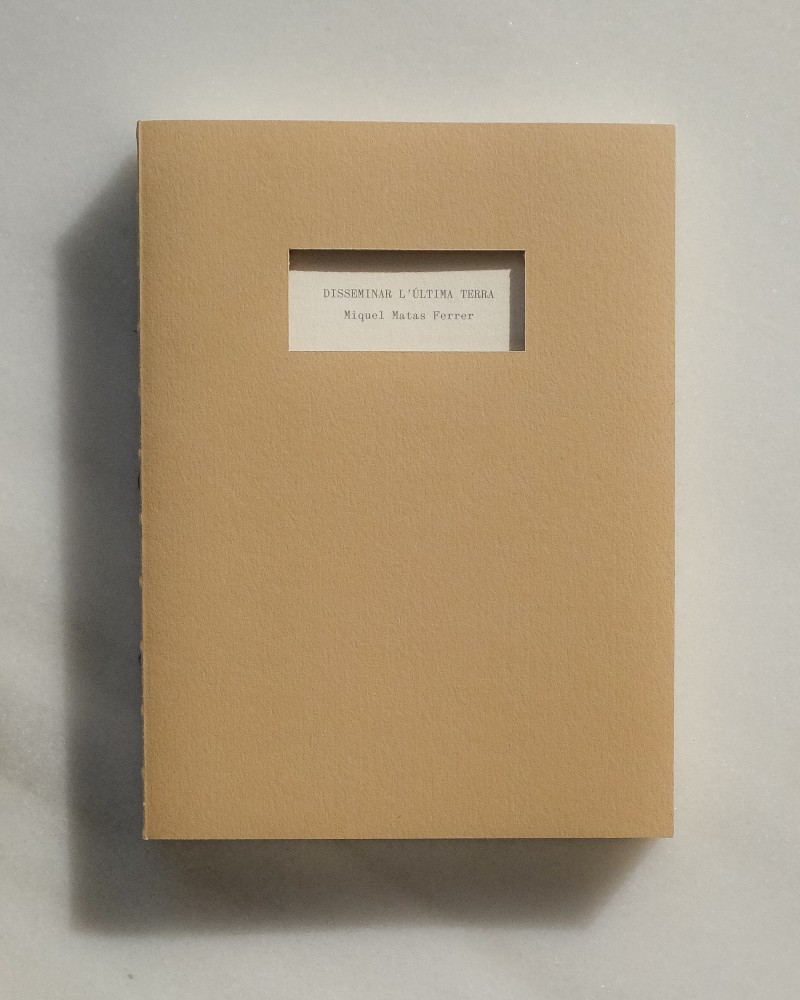 DISSEMINAR L'ÚLTIMA TERRA
Miquel Matas Ferrer